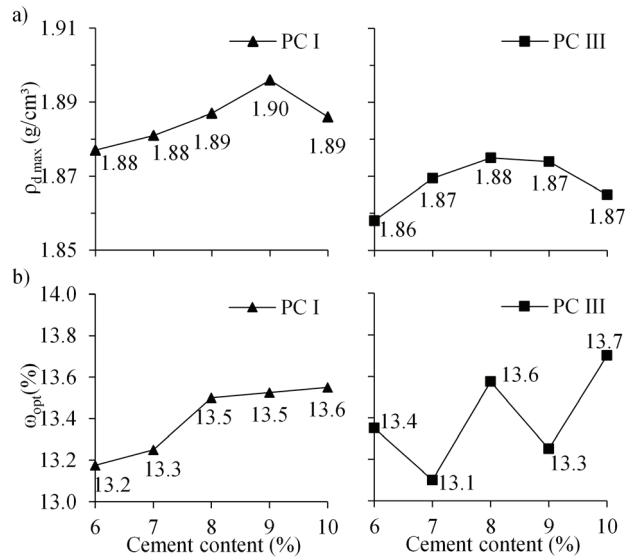 a)
1.91
1.89
1.87
1.85
ρd,max (g/cm³)
PC I
1.88
1.88
1.89
1.90
1.89
PC III
1.86
1.87
1.88
1.87
1.87
b)
14.0
13.8
13.6
13.4
13.2
13.0
ωopt(%)
PC I
13.2
13.3
13.5
13.5
13.6
6 7 8 9 10
Cement content (%)
PC III
13.4
13.1
13.6
13.3
13.7
6 7 8 9 10
Cement content (%)